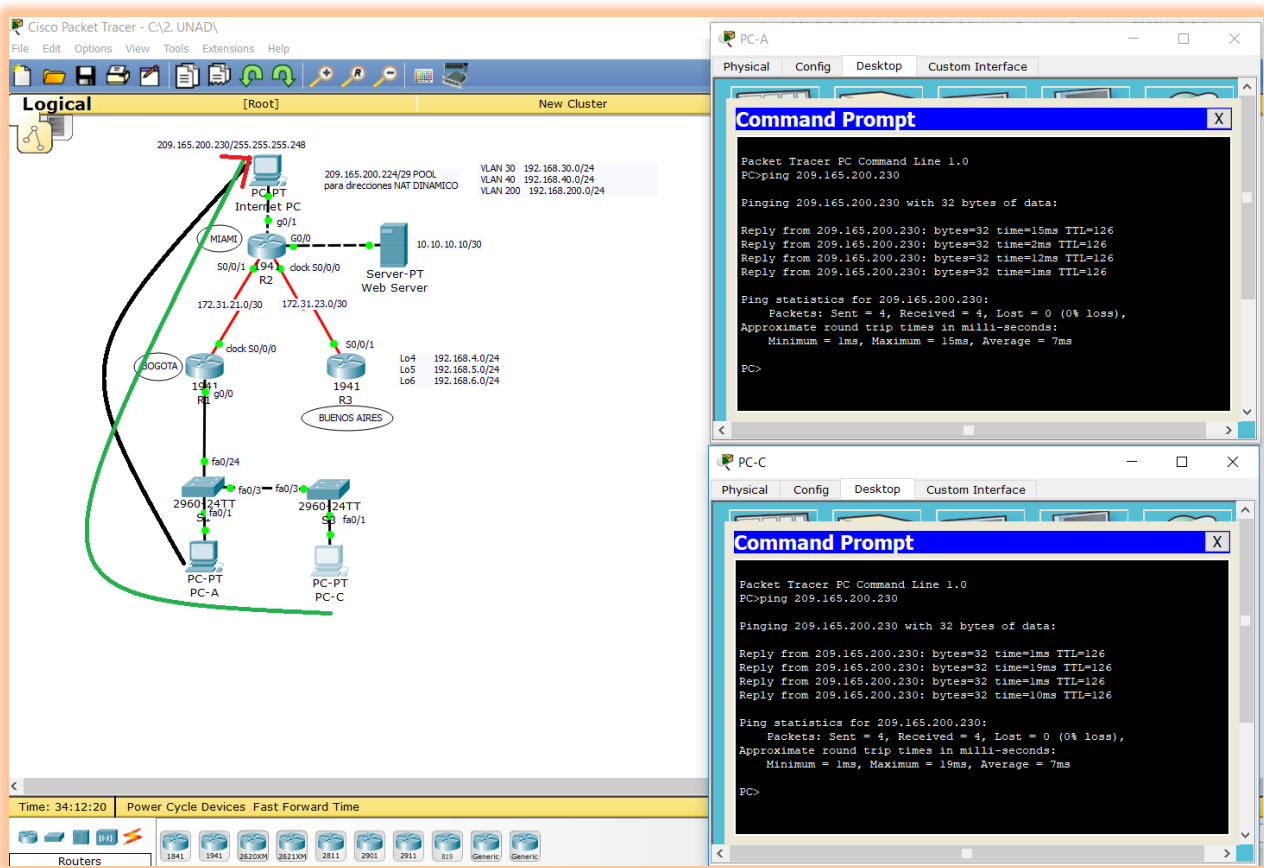 Cisco Packet Tracer - C:\2. UNAD\
File Edit Options View Tools Extensions Help
Logical [Root] New Cluster
209.165.200.230/255.255.255.248
PC-PT
Internet PC
209.165.200.224/29 POOL
para direcciones NAT DINAMICO
VLAN 30 192.168.30.0/24
VLAN 40 192.168.40.0/24
VLAN 200 192.168.200.0/24
g0/1
MIAMI
G0/0
10.10.10.10/30
S0/0/1
1941
clock S0/0/0
R2
Server-PT
Web Server
172.31.21.0/30
172.31.23.0/30
clock S0/0/0
S0/0/1
BOGOTA
1941
g0/0
R1
1941
R3
Lo4 192.168.4.0/24
Lo5 192.168.5.0/24
Lo6 192.168.6.0/24
BUENOS AIRES
fa0/24
fa0/3
fa0/3
2960-24TT
fa0/1
2960-24TT
S3
fa0/1
PC-PT
PC-A
PC-PT
PC-C
Time: 34:12:20 Power Cycle Devices Fast Forward Time
Routers
1841 1941 2620XM 2621XM 2811 2901 2911 819 Generic Generic
PC-A
Physical Config Desktop Custom Interface
Command Prompt X
Packet Tracer PC Command Line 1.0
PC>ping 209.165.200.230
Pinging 209.165.200.230 with 32 bytes of data:
Reply from 209.165.200.230: bytes=32 time=15ms TTL=126
Reply from 209.165.200.230: bytes=32 time=2ms TTL=126
Reply from 209.165.200.230: bytes=32 time=12ms TTL=126
Reply from 209.165.200.230: bytes=32 time=1ms TTL=126
Ping statistics for 209.165.200.230:
Packets: Sent = 4, Received = 4, Lost = 0 (0% loss),
Approximate round trip times in milli-seconds:
Minimum = 1ms, Maximum = 15ms, Average = 7ms
PC>
PC-C
Physical Config Desktop Custom Interface
Command Prompt X
Packet Tracer PC Command Line 1.0
PC>ping 209.165.200.230
Pinging 209.165.200.230 with 32 bytes of data:
Reply from 209.165.200.230: bytes=32 time=1ms TTL=126
Reply from 209.165.200.230: bytes=32 time=19ms TTL=126
Reply from 209.165.200.230: bytes=32 time=1ms TTL=126
Reply from 209.165.200.230: bytes=32 time=10ms TTL=126
Ping statistics for 209.165.200.230:
Packets: Sent = 4, Received = 4, Lost = 0 (0% loss),
Approximate round trip times in milli-seconds:
Minimum = 1ms, Maximum = 19ms, Average = 7ms
PC>